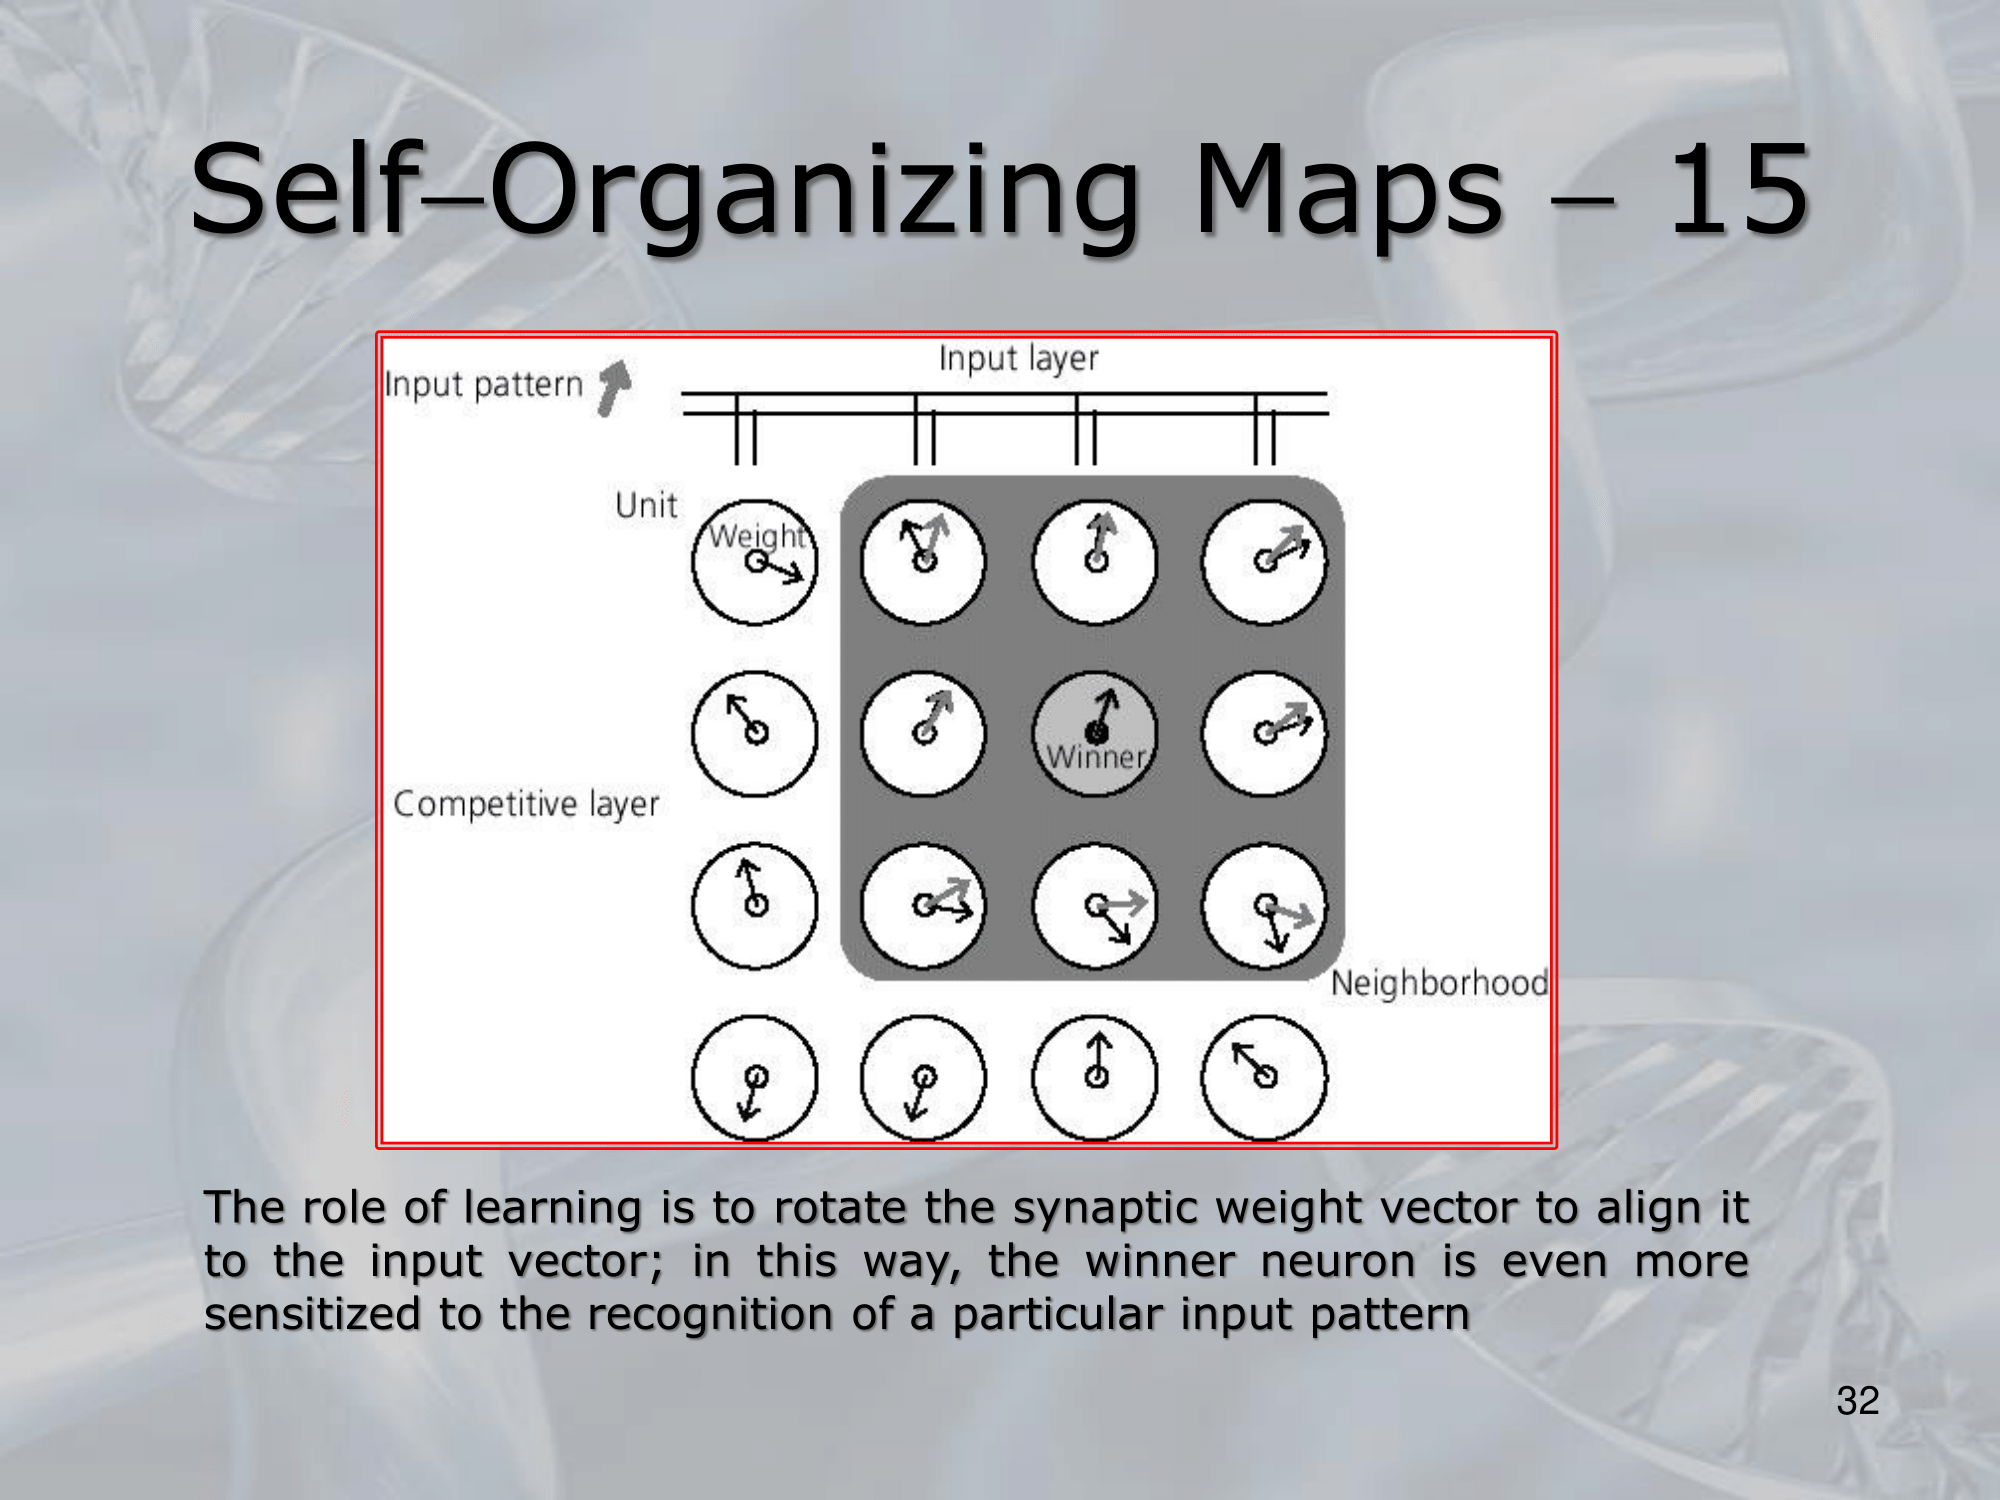 Self–Organizing Maps – 15
Input layer
Input pattern
Unit
Weight
Winner
Competitive layer
Neighborhood
The role of learning is to rotate the synaptic weight vector to align it
to the input vector; in this way, the winner neuron is even more
sensitized to the recognition of a particular input pattern
32